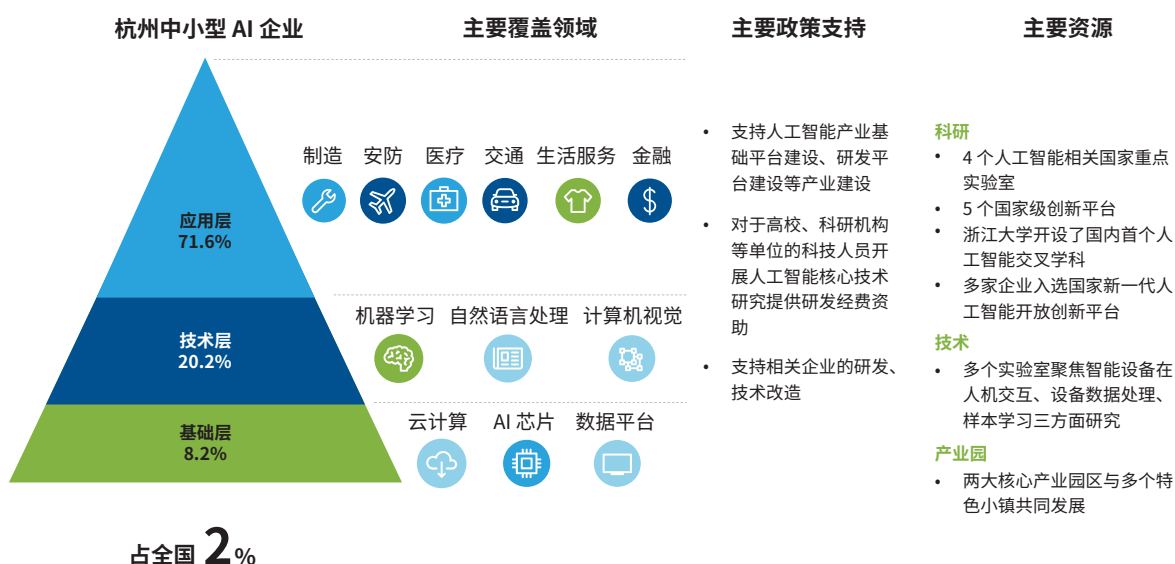 杭州中小型 AI 企业
主要覆盖领域
主要政策支持
主要资源
应用层
71.6%
技术层
20.2%
基础层
8.2%
占全国 2%
制造 安防 医疗 交通 生活服务 金融
机器学习 自然语言处理 计算机视觉
云计算 AI 芯片 数据平台
• 支持人工智能产业基
础平台建设、研发平
台建设等产业建设
• 对于高校、科研机构
等单位的科技人员开
展人工智能核心技术
研究提供研发经费资
助
• 支持相关企业的研发、
技术改造
科研
• 4 个人工智能相关国家重点
实验室
• 5 个国家级创新平台
• 浙江大学开设了国内首个人
工智能交叉学科
• 多家企业入选国家新一代人
工智能开放创新平台
技术
• 多个实验室聚焦智能设备在
人机交互、设备数据处理、
样本学习三方面研究
产业园
• 两大核心产业园区与多个特
色小镇共同发展